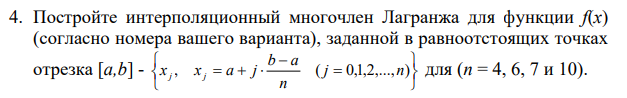 4. Постройте интерполяционный многочлен Лагранжа для функции f(x)
(согласно номера вашего варианта), заданной в равноотстоящих точках
отрезка [a,b] - {x_j, x_j = a + j·(b−a)/n (j = 0,1,2,...,n)} для (n = 4, 6, 7 и 10).